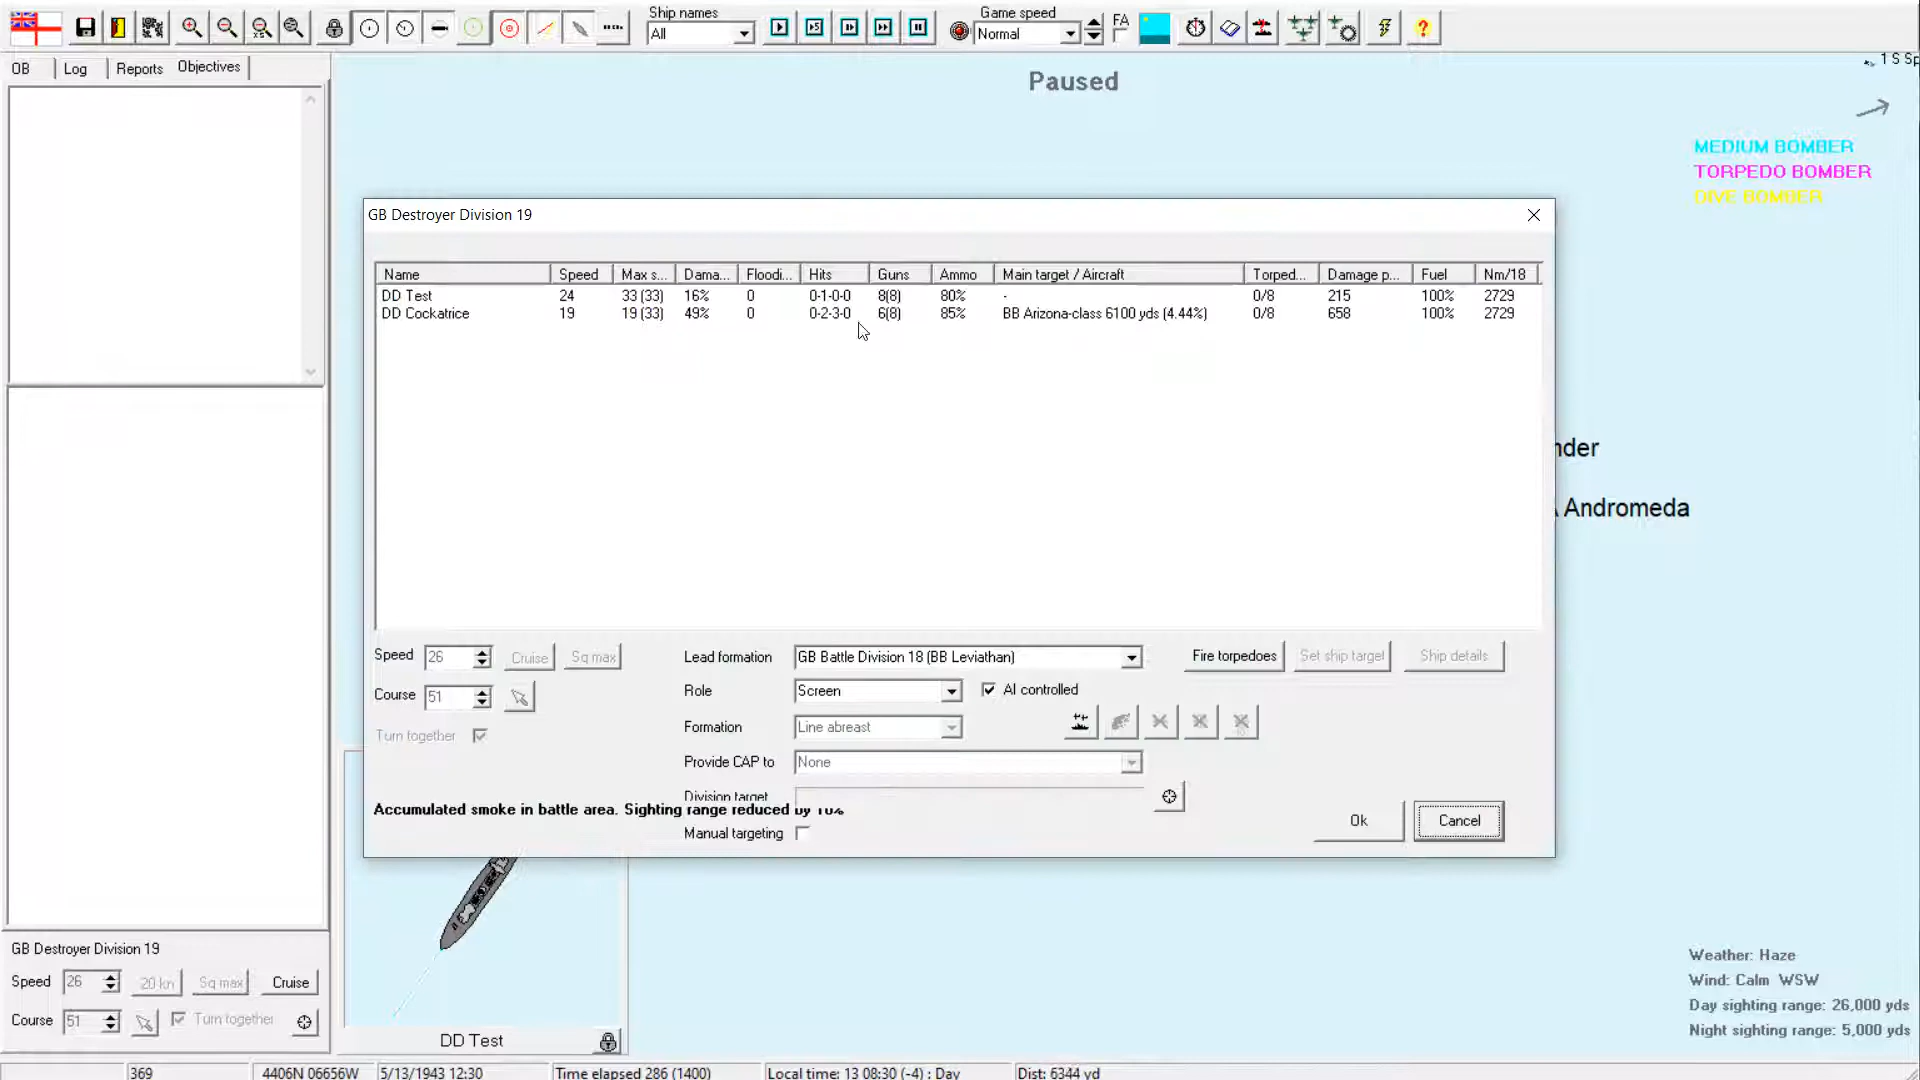 Ship names
All
Game speed
Normal
FA
OB Log Reports Objectives
Paused
MEDIUM BOMBER
TORPEDO BOMBER
DIVE BOMBER
GB Destroyer Division 19
Name Speed Max s... Dama... Floodi... Hits Guns Ammo Main target / Aircraft Torped... Damage p... Fuel Nm/18
DD Test 24 33 (33) 16% 0 0-1-0-0 8(8) 80% - 0/8 215 100% 2729
DD Cockatrice 19 19 (33) 49% 0 0-2-3-0 6(8) 85% BB Arizona-class 6100 yds (4.44%) 0/8 658 100% 2729
nder
Andromeda
Speed 26 Cruise Sq max
Course 51
Turn together
Lead formation GB Battle Division 18 (BB Leviathan)
Role Screen AI controlled
Formation Line abreast
Provide CAP to None
Division target
Manual targeting
Fire torpedoes Set ship target Ship details
Accumulated smoke in battle area. Sighting range reduced by 10%
Ok Cancel
GB Destroyer Division 19
Speed 26 20 kn Sq max Cruise
Course 51 Turn together
DD Test
Weather: Haze
Wind: Calm WSW
Day sighting range: 26,000 yds
Night sighting range: 5,000 yds
369 4406N 06656W 5/13/1943 12:30 Time elapsed 286 (1400) Local time: 13 08:30 (-4) : Day Dist: 6344 yd